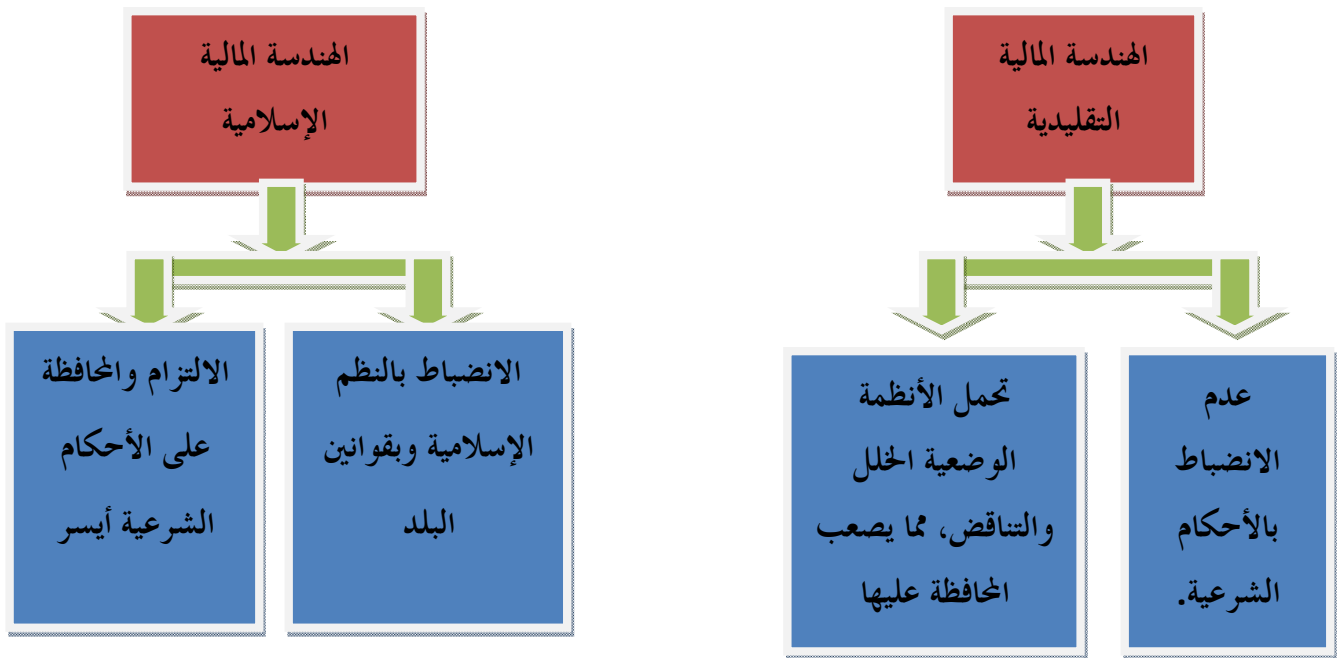 الهندسة المالية
التقليدية
عدم
الانضباط
بالأحكام
الشرعية.
تحمل الأنظمة
الوضعية الخلل
والتناقض، مما يصعب
المحافظة عليها
الهندسة المالية
الإسلامية
الانضباط بالنظم
الإسلامية وبقوانين
البلد
الالتزام والمحافظة
على الأحكام
الشرعية أيسر